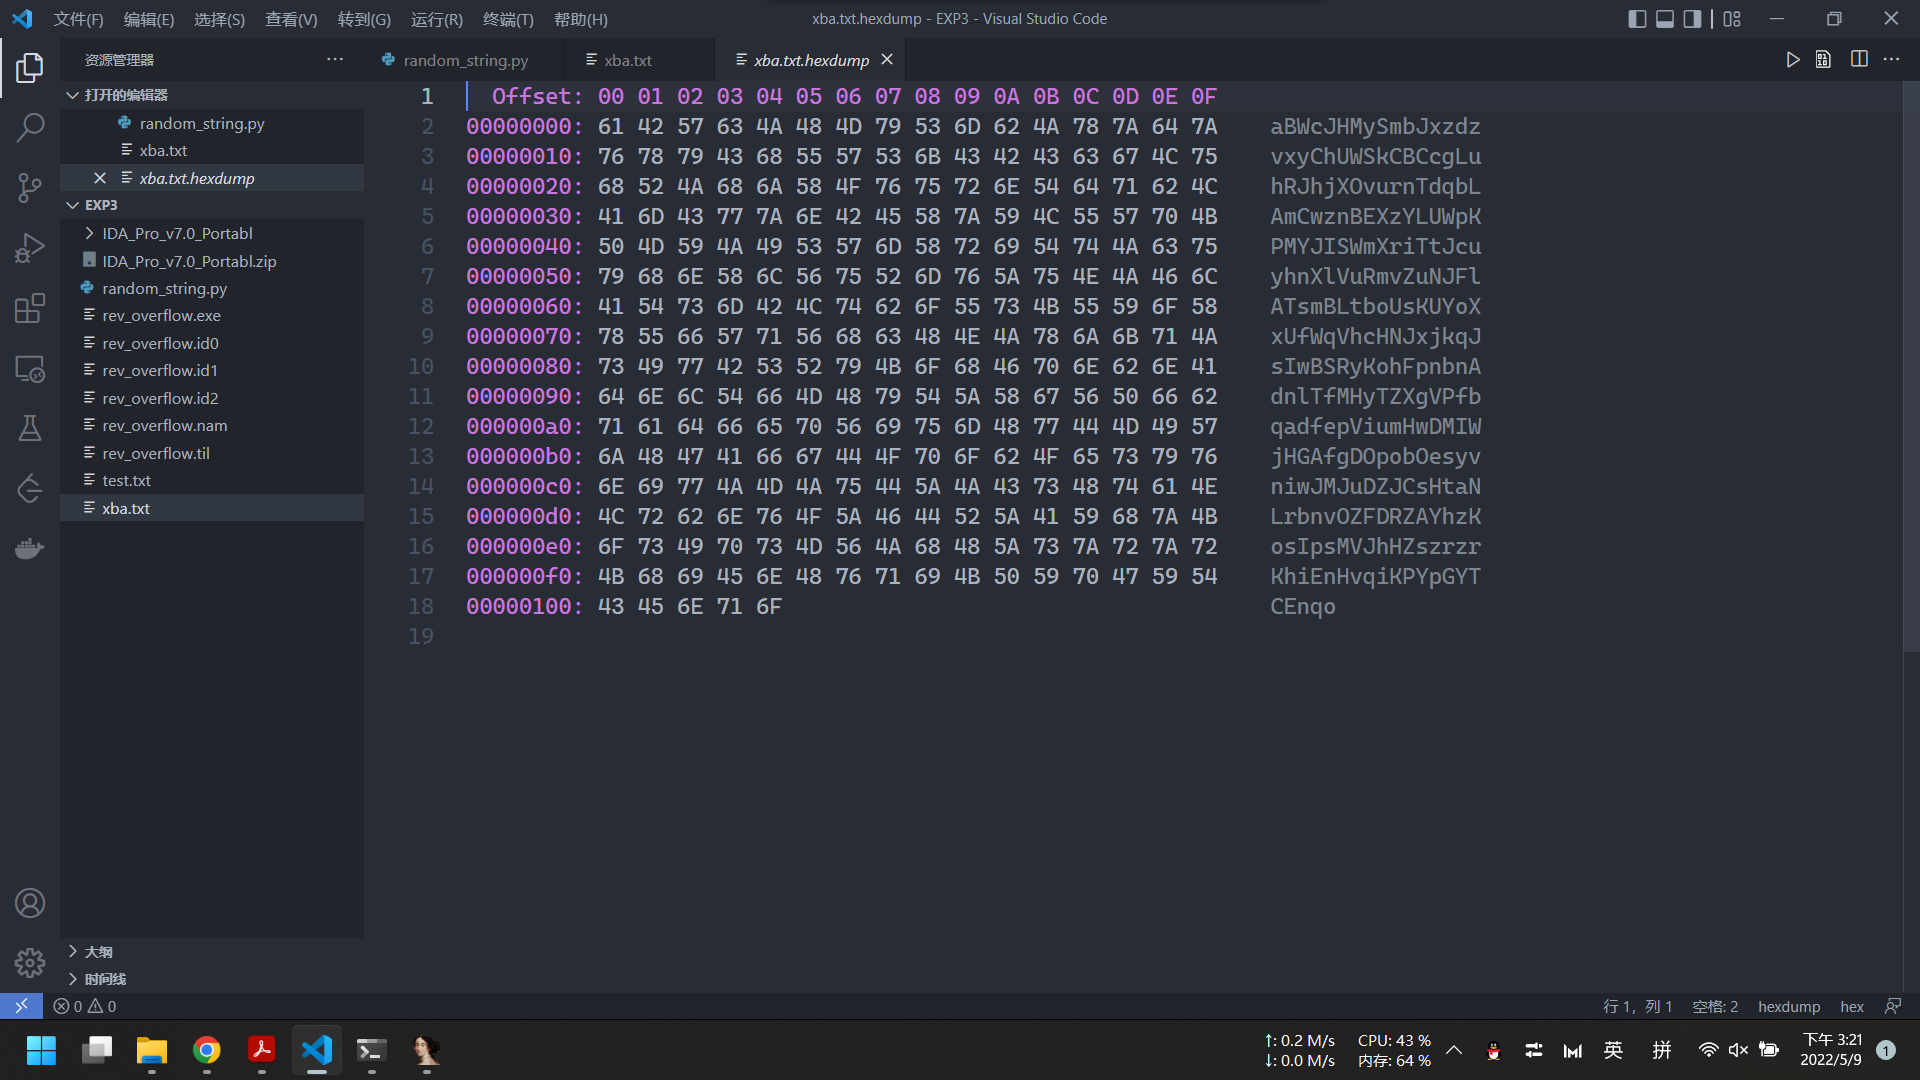 文件(F) 编辑(E) 选择(S) 查看(V) 转到(G) 运行(R) 终端(T) 帮助(H) xba.txt.hexdump - EXP3 - Visual Studio Code
资源管理器 ··· random_string.py xba.txt xba.txt.hexdump
打开的编辑器
random_string.py
xba.txt
xba.txt.hexdump
EXP3
IDA_Pro_v7.0_Portabl
IDA_Pro_v7.0_Portabl.zip
random_string.py
rev_overflow.exe
rev_overflow.id0
rev_overflow.id1
rev_overflow.id2
rev_overflow.nam
rev_overflow.til
test.txt
xba.txt
大纲
时间线
1 Offset: 00 01 02 03 04 05 06 07 08 09 0A 0B 0C 0D 0E 0F
2 00000000: 61 42 57 63 4A 48 4D 79 53 6D 62 4A 78 7A 64 7A aBWcJHMySmbJxzdz
3 00000010: 76 78 79 43 68 55 57 53 6B 43 42 43 63 67 4C 75 vxyChUWSkCBCcgLu
4 00000020: 68 52 4A 68 6A 58 4F 76 75 72 6E 54 64 71 62 4C hRJhjXOvurnTdqbL
5 00000030: 41 6D 43 77 7A 6E 42 45 58 7A 59 4C 55 57 70 4B AmCwznBEXzYLUWpK
6 00000040: 50 4D 59 4A 49 53 57 6D 58 72 69 54 74 4A 63 75 PMYJISWmXriTtJcu
7 00000050: 79 68 6E 58 6C 56 75 52 6D 76 5A 75 4E 4A 46 6C yhnXlVuRmvZuNJFl
8 00000060: 41 54 73 6D 42 4C 74 62 6F 55 73 4B 55 59 6F 58 ATsmBLtboUsKUYoX
9 00000070: 78 55 66 57 71 56 68 63 48 4E 4A 78 6A 6B 71 4A xUfWqVhcHNJxjkqJ
10 00000080: 73 49 77 42 53 52 79 4B 6F 68 46 70 6E 62 6E 41 sIwBSRyKohFpnbnA
11 00000090: 64 6E 6C 54 66 4D 48 79 54 5A 58 67 56 50 66 62 dnlTfMHyTZXgVPfb
12 000000a0: 71 61 64 66 65 70 56 69 75 6D 48 77 44 4D 49 57 qadfepViumHwDMIW
13 000000b0: 6A 48 47 41 66 67 44 4F 70 6F 62 4F 65 73 79 76 jHGAfgDOpobOesyv
14 000000c0: 6E 69 77 4A 4D 4A 75 44 5A 4A 43 73 48 74 61 4E niwJMJuDZJCsHtaN
15 000000d0: 4C 72 62 6E 76 4F 5A 46 44 52 5A 41 59 68 7A 4B LrbnvOZFDRZAYhzK
16 000000e0: 6F 73 49 70 73 4D 56 4A 68 48 5A 73 7A 72 7A 72 osIpsMVJhHZszrzr
17 000000f0: 4B 68 69 45 6E 48 76 71 69 4B 50 59 70 47 59 54 KhiEnHvqiKPYpGYT
18 00000100: 43 45 6E 71 6F CEnqo
19
0 0 行 1，列 1 空格: 2 hexdump hex
↑: 0.2 M/s CPU: 43 % 英 拼 下午 3:21
↓: 0.0 M/s 内存: 64 % 2022/5/9 1